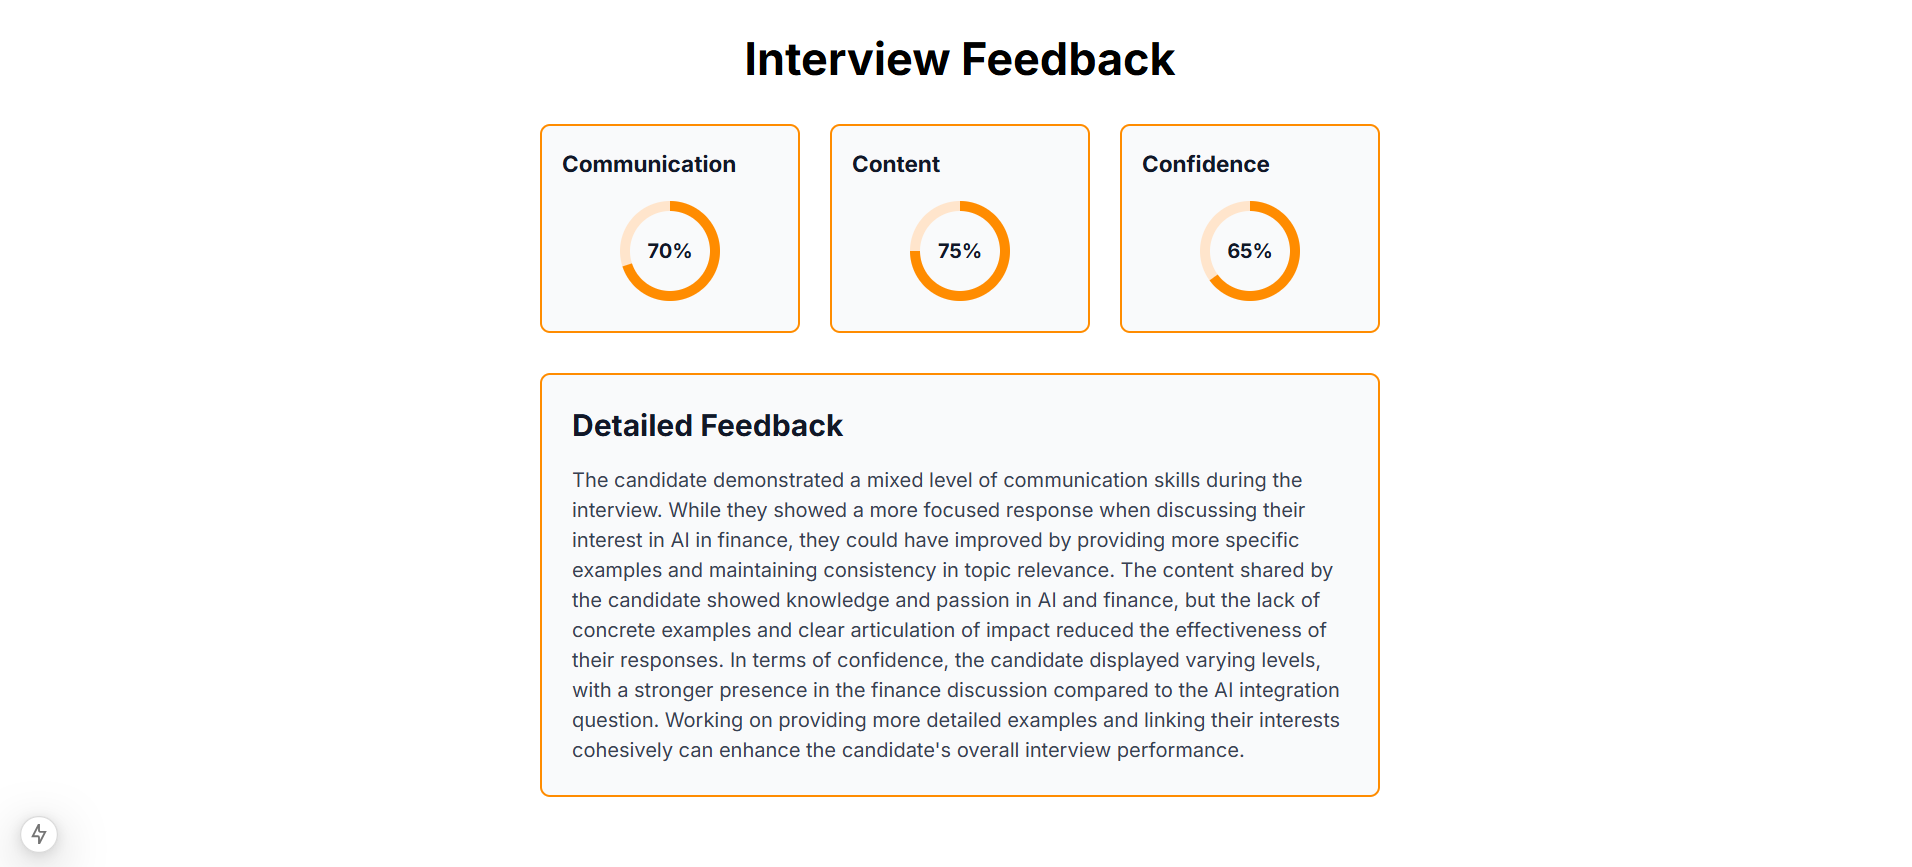 Interview Feedback
Communication
Content
Confidence
70%
75%
65%
Detailed Feedback
The candidate demonstrated a mixed level of communication skills during the
interview. While they showed a more focused response when discussing their
interest in AI in finance, they could have improved by providing more specific
examples and maintaining consistency in topic relevance. The content shared by
the candidate showed knowledge and passion in AI and finance, but the lack of
concrete examples and clear articulation of impact reduced the effectiveness of
their responses. In terms of confidence, the candidate displayed varying levels,
with a stronger presence in the finance discussion compared to the AI integration
question. Working on providing more detailed examples and linking their interests
cohesively can enhance the candidate's overall interview performance.